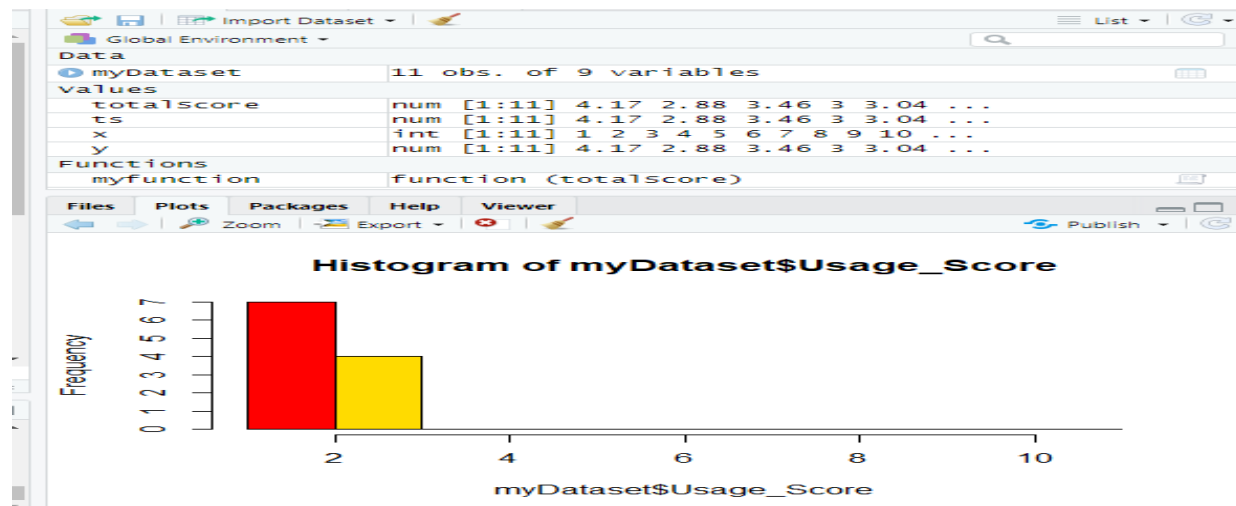 Import Dataset List
Global Environment
Data
myDataset 11 obs. of 9 variables
Values
totalScore num [1:11] 4.17 2.88 3.46 3 3.04 ...
ts num [1:11] 4.17 2.88 3.46 3 3.04 ...
x int [1:11] 1 2 3 4 5 6 7 8 9 10 ...
y num [1:11] 4.17 2.88 3.46 3 3.04 ...
Functions
myfunction function (totalScore)
Files Plots Packages Help Viewer
Zoom Export Publish
Histogram of myDataset$Usage_Score
Frequency
0 1 2 3 4 5 6 7
2 4 6 8 10
myDataset$Usage_Score